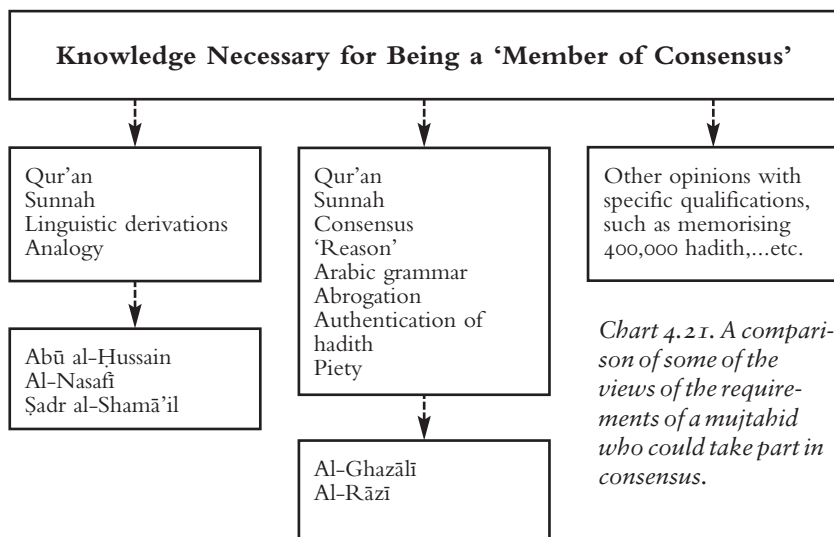 Knowledge Necessary for Being a ‘Member of Consensus’
Qur’an
Sunnah
Linguistic derivations
Analogy
Abū al-Ḥussain
Al-Nasafī
Ṣadr al-Shamā’il
Qur’an
Sunnah
Consensus
‘Reason’
Arabic grammar
Abrogation
Authentication of
hadith
Piety
Al-Ghazālī
Al-Rāzī
Other opinions with
specific qualifications,
such as memorising
400,000 hadith,...etc.
Chart 4.21. A compari-
son of some of the
views of the require-
ments of a mujtahid
who could take part in
consensus.